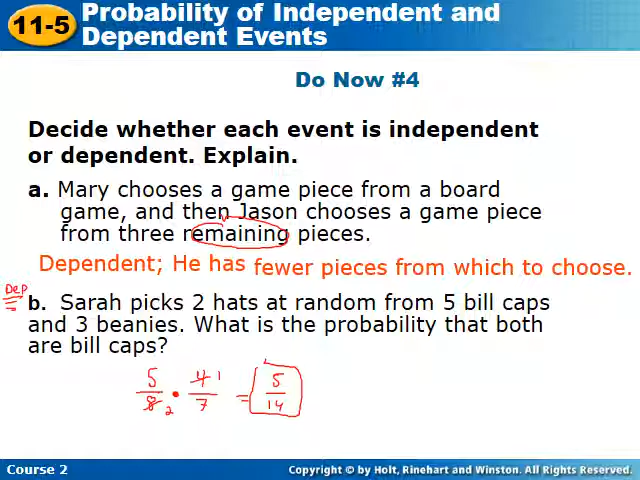 11-5 Probability of Independent and
Dependent Events
Do Now #4
Decide whether each event is independent
or dependent. Explain.
a. Mary chooses a game piece from a board
game, and then Jason chooses a game piece
from three remaining pieces.
Dependent; He has fewer pieces from which to choose.
Dep
b. Sarah picks 2 hats at random from 5 bill caps
and 3 beanies. What is the probability that both
are bill caps?
5/8 2 • 4 1/7 = 5/14
Course 2 Copyright © by Holt, Rinehart and Winston. All Rights Reserved.